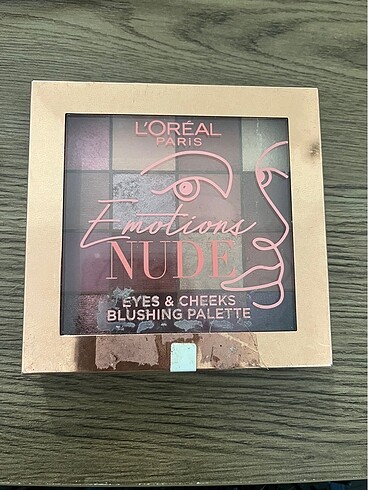 L'ORÉAL
PARIS
Emotions
NUDE
EYES & CHEEKS
BLUSHING PALETTE